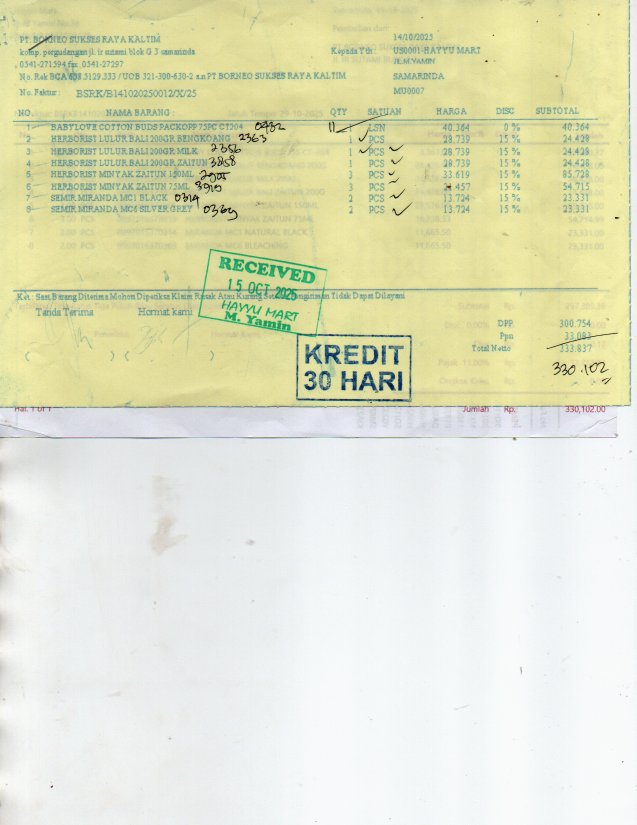 PT. BORNEO SUKSES RAYA KALTIM
komp. pergudangan jl. ir sutami blok G 3 samarinda
0541-271594 fax 0541-27297
No. Rek BCA 608.5129.333 / UOB 321-300-630-2 a.n PT BORNEO SUKSES RAYA KALTIM
No. Faktur : BSRK/B141020250012/X/25
14/10/2025
Kepada Yth : US0001-HAYYU MART
JL.M.YAMIN
SAMARINDA
MU0007
NO. NAMA BARANG : QTY SATUAN HARGA DISC SUBTOTAL
1 BABYLOVE COTTON BUDS PACKOPP 75PC CT204 0932 11 LSN 40.364 0 % 40.364
2 HERBORIST LULUR BALI 200GR BENGKOANG 2363 1 PCS 28.739 15 % 24.428
3 HERBORIST LULUR BALI 200GR MILK 2356 1 PCS 28.739 15 % 24.428
4 HERBORIST LULUR BALI 200GR ZAITUN 3858 1 PCS 28.739 15 % 24.428
5 HERBORIST MINYAK ZAITUN 150ML 3 PCS 33.619 15 % 85.728
6 HERBORIST MINYAK ZAITUN 75ML 8910 3 PCS 21.457 15 % 54.715
7 SEMIR MIRANDA MC1 BLACK 0319 2 PCS 13.724 15 % 23.331
8 SEMIR MIRANDA MC6 SILVER GREY 0369 2 PCS 13.724 15 % 23.331
RECEIVED
15 OCT 2025
HAYYU MART
M. Yamin
Ket : Saat Barang Diterima Mohon Diperiksa Klaim Rusak Atau Kurang Pengiriman Tidak Dapat Dilayani
Tanda Terima Hormat kami
DPP 300.754
Ppn 33.083
Total Netto 333.837
330.102
KREDIT
30 HARI
Hal. 1 of 1 Jumlah Rp. 330,102.00